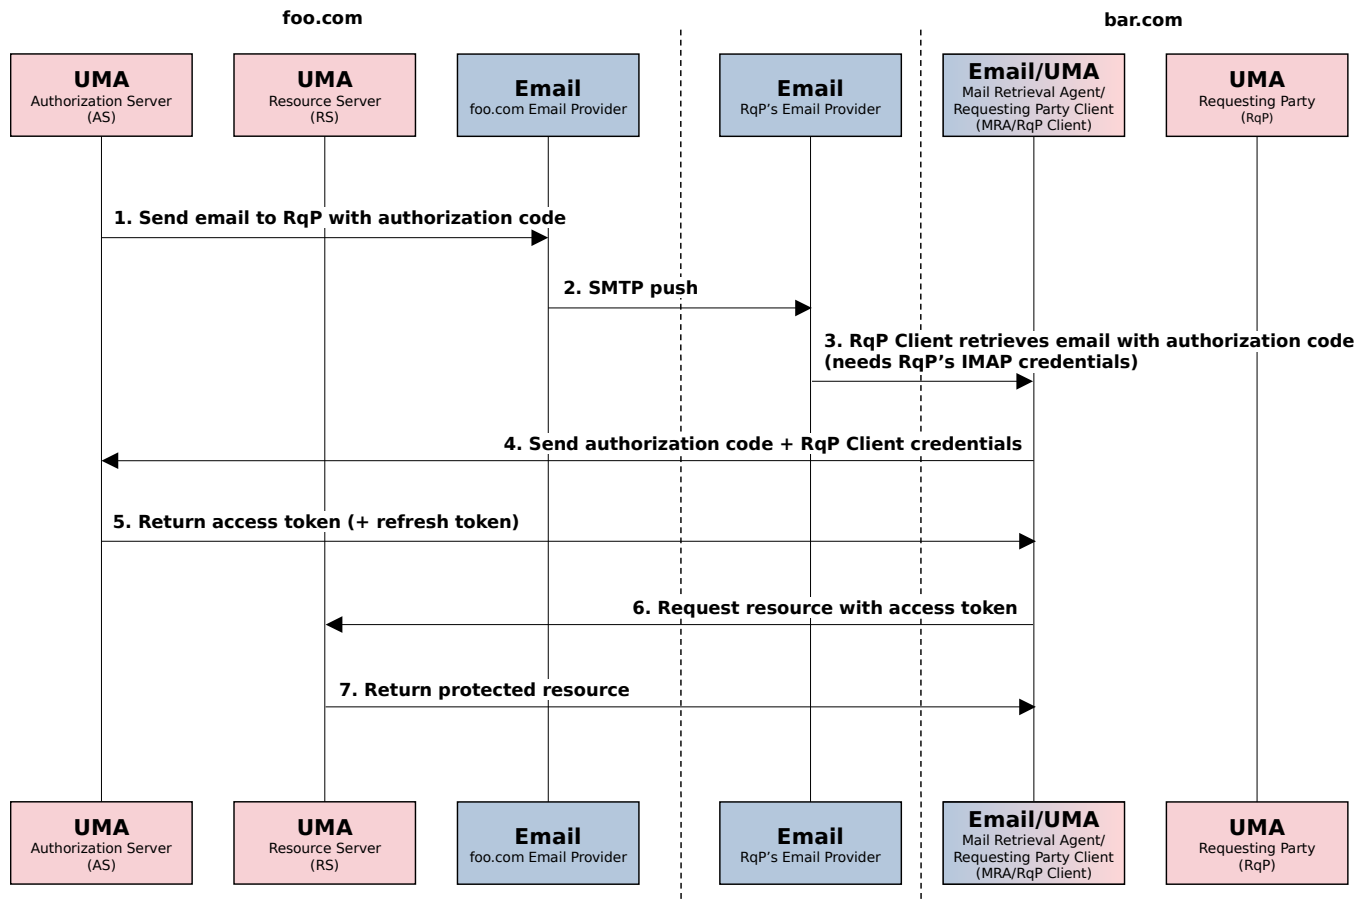 foo.com
bar.com
UMA
Authorization Server
(AS)
UMA
Resource Server
(RS)
Email
foo.com Email Provider
Email
RqP’s Email Provider
Email/UMA
Mail Retrieval Agent/
Requesting Party Client
(MRA/RqP Client)
UMA
Requesting Party
(RqP)
1. Send email to RqP with authorization code
2. SMTP push
3. RqP Client retrieves email with authorization code
(needs RqP’s IMAP credentials)
4. Send authorization code + RqP Client credentials
5. Return access token (+ refresh token)
6. Request resource with access token
7. Return protected resource
UMA
Authorization Server
(AS)
UMA
Resource Server
(RS)
Email
foo.com Email Provider
Email
RqP’s Email Provider
Email/UMA
Mail Retrieval Agent/
Requesting Party Client
(MRA/RqP Client)
UMA
Requesting Party
(RqP)